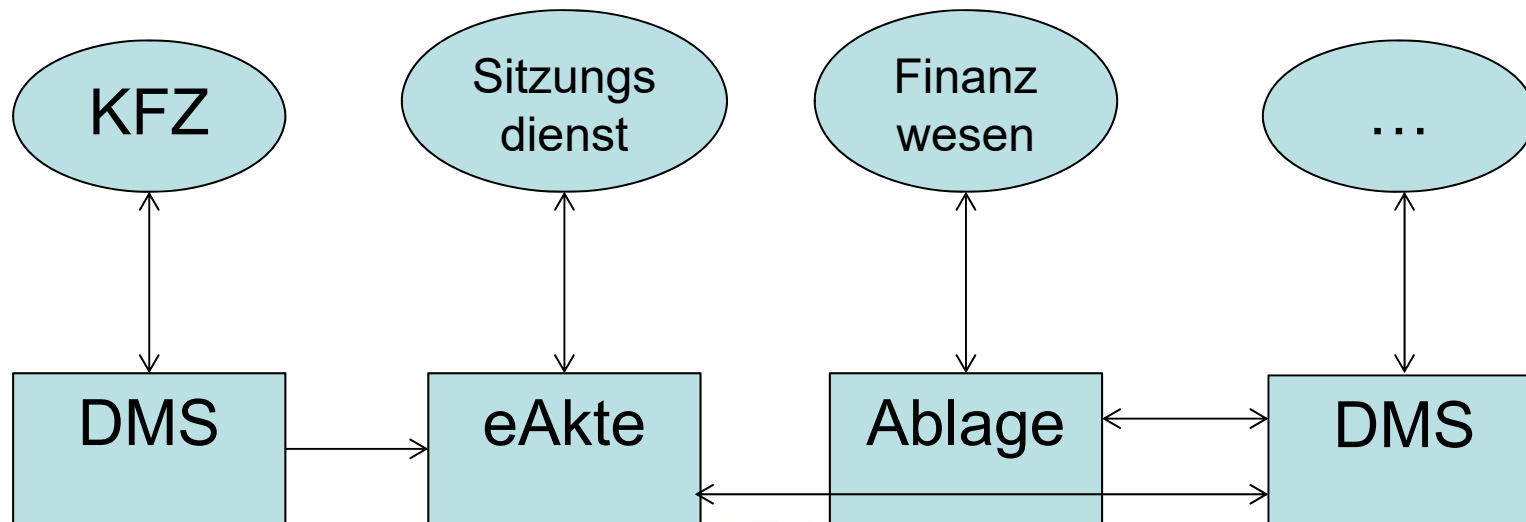 KFZ
Sitzungs
dienst
Finanz
wesen
…
DMS
eAkte
Ablage
DMS